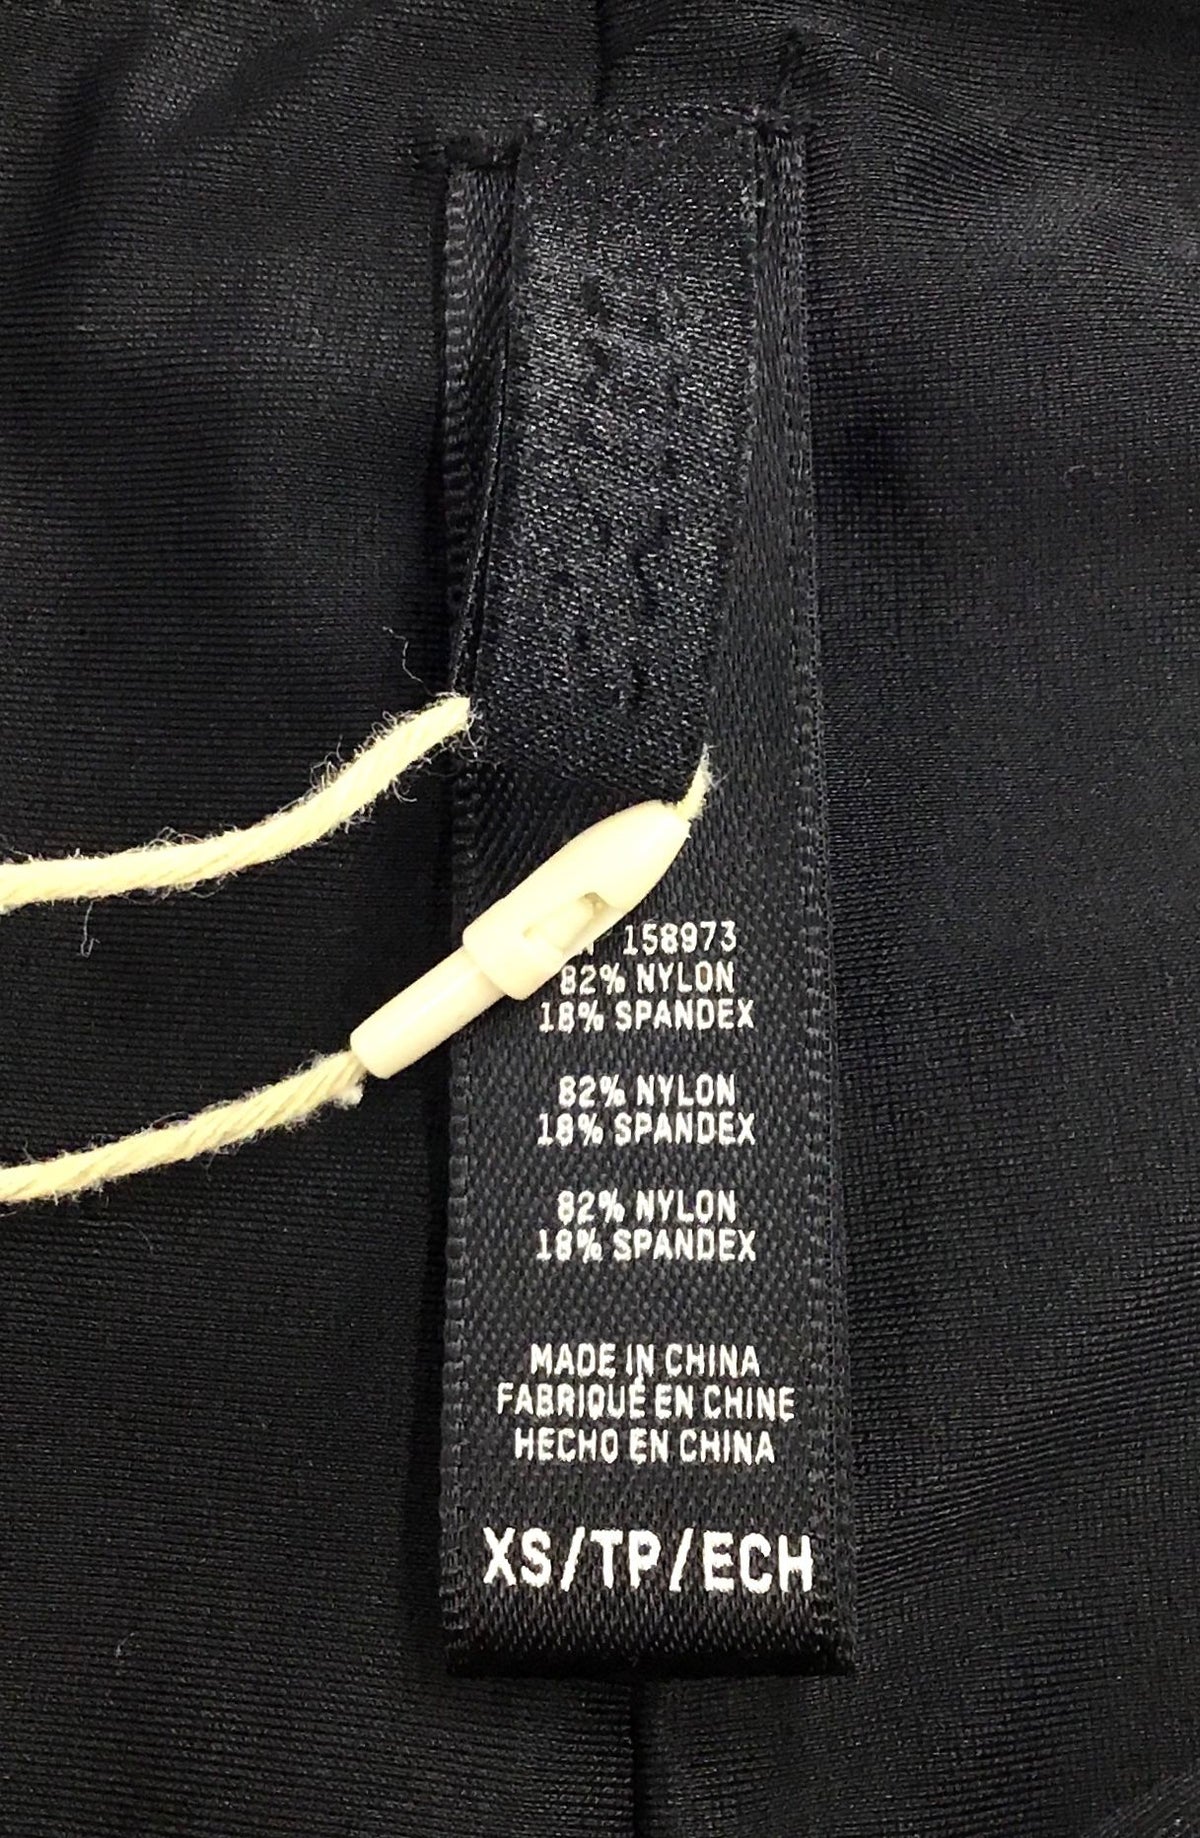 158973
82% NYLON
18% SPANDEX
82% NYLON
18% SPANDEX
82% NYLON
18% SPANDEX
MADE IN CHINA
FABRIQUÉ EN CHINE
HECHO EN CHINA
XS/TP/ECH